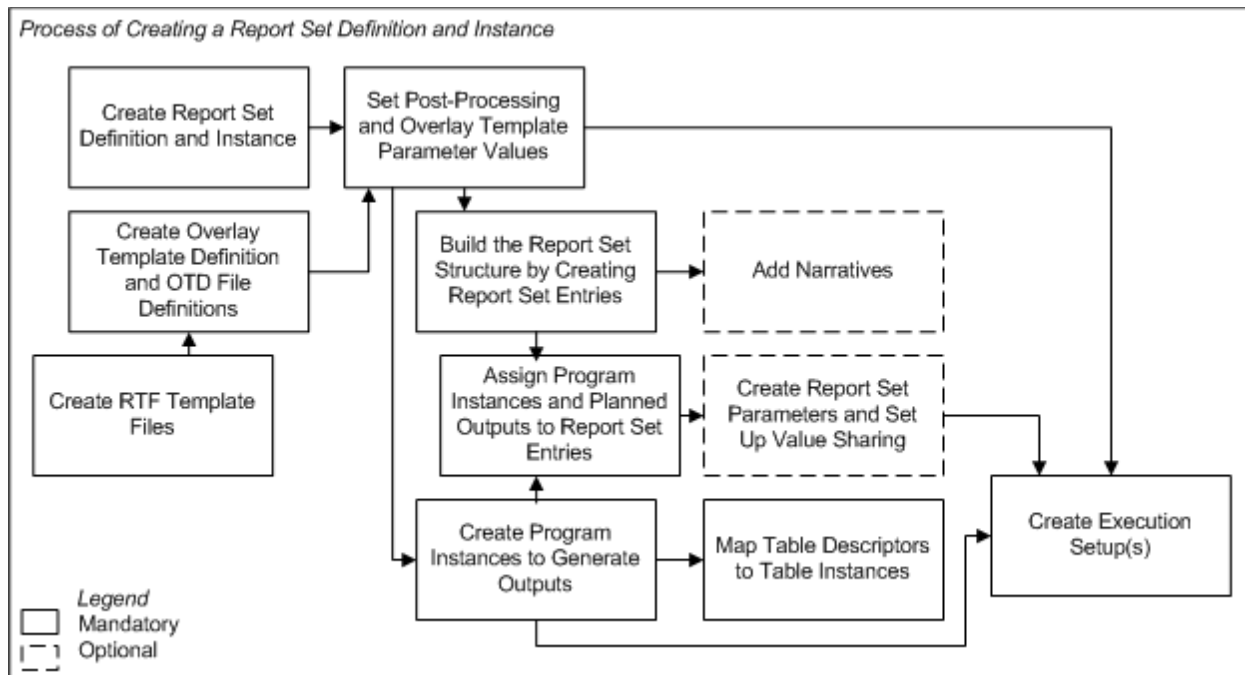 Process of Creating a Report Set Definition and Instance
Create Report Set
Definition and Instance
Set Post-Processing
and Overlay Template
Parameter Values
Create Overlay
Template Definition
and OTD File
Definitions
Build the Report Set
Structure by Creating
Report Set Entries
Add Narratives
Create RTF Template
Files
Assign Program
Instances and Planned
Outputs to Report Set
Entries
Create Report Set
Parameters and Set
Up Value Sharing
Create Program
Instances to Generate
Outputs
Map Table Descriptors
to Table Instances
Create Execution
Setup(s)
Legend
Mandatory
Optional